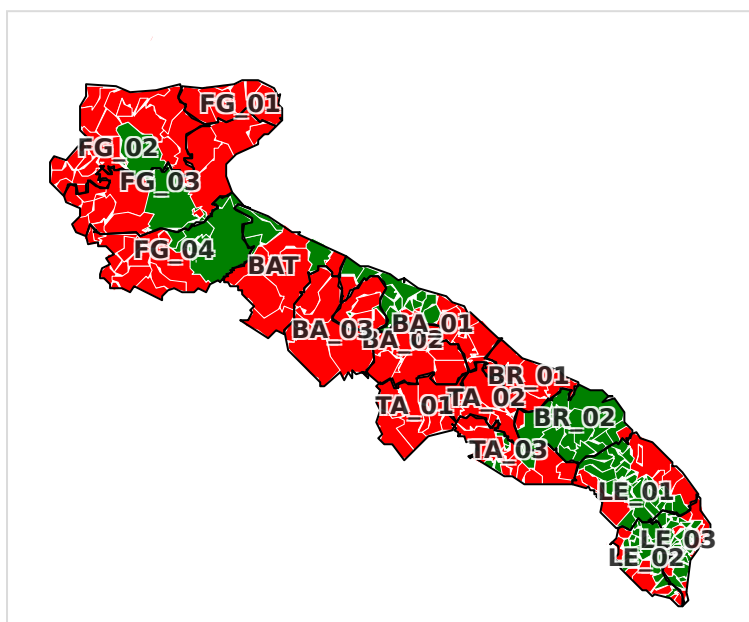 FG_01
FG_02
FG_03
FG_04
BAT
BA_01
BA_03
BA_02
BR_01
TA_02
TA_01
BR_02
TA_03
LE_01
LE_03
LE_02